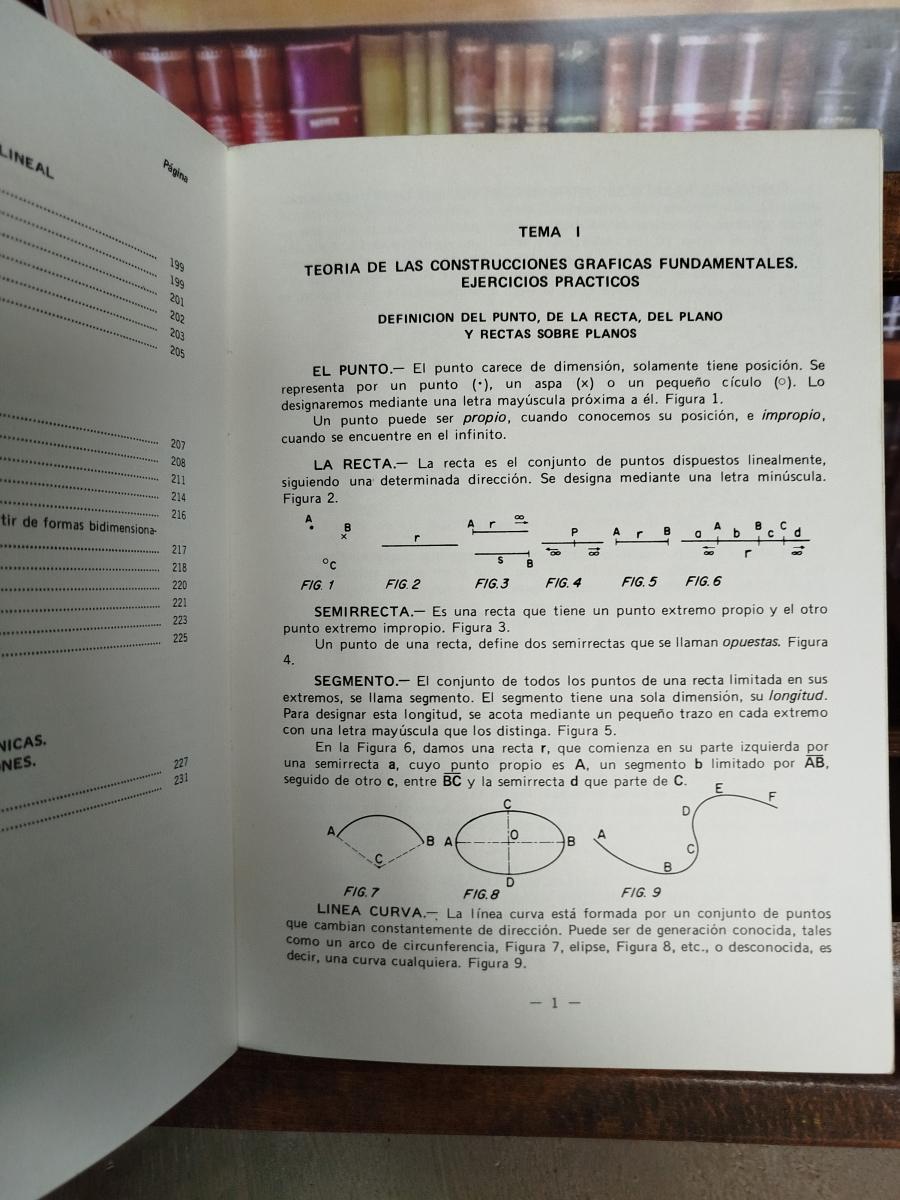 LINEAL
Página
199
199
201
202
203
205
207
208
211
214
216
tir de formas bidimensiona-
217
218
220
221
223
225
NICAS.
NES.
227
231
TEMA I
TEORIA DE LAS CONSTRUCCIONES GRAFICAS FUNDAMENTALES.
EJERCICIOS PRACTICOS
DEFINICION DEL PUNTO, DE LA RECTA, DEL PLANO
Y RECTAS SOBRE PLANOS
EL PUNTO.— El punto carece de dimensión, solamente tiene posición. Se
representa por un punto (·), un aspa (x) o un pequeño cículo (○). Lo
designaremos mediante una letra mayúscula próxima a él. Figura 1.
Un punto puede ser propio, cuando conocemos su posición, e impropio,
cuando se encuentre en el infinito.
LA RECTA.— La recta es el conjunto de puntos dispuestos linealmente,
siguiendo una determinada dirección. Se designa mediante una letra minúscula.
Figura 2.
A B x C r A r ∞ s B P ∞ ∞ A r B a A b B c C d ∞ r ∞
FIG. 1 FIG. 2 FIG.3 FIG. 4 FIG. 5 FIG. 6
SEMIRRECTA.— Es una recta que tiene un punto extremo propio y el otro
punto extremo impropio. Figura 3.
Un punto de una recta, define dos semirrectas que se llaman opuestas. Figura
4.
SEGMENTO.— El conjunto de todos los puntos de una recta limitada en sus
extremos, se llama segmento. El segmento tiene una sola dimensión, su longitud.
Para designar esta longitud, se acota mediante un pequeño trazo en cada extremo
con una letra mayúscula que los distinga. Figura 5.
En la Figura 6, damos una recta r, que comienza en su parte izquierda por
una semirrecta a, cuyo punto propio es A, un segmento b limitado por A̅B̅,
seguido de otro c, entre B̅C̅ y la semirrecta d que parte de C.
A B C A B C D O A B C D E F
FIG. 7 FIG. 8 FIG. 9
LINEA CURVA.— La línea curva está formada por un conjunto de puntos
que cambian constantemente de dirección. Puede ser de generación conocida, tales
como un arco de circunferencia, Figura 7, elipse, Figura 8, etc., o desconocida, es
decir, una curva cualquiera. Figura 9.
— 1 —